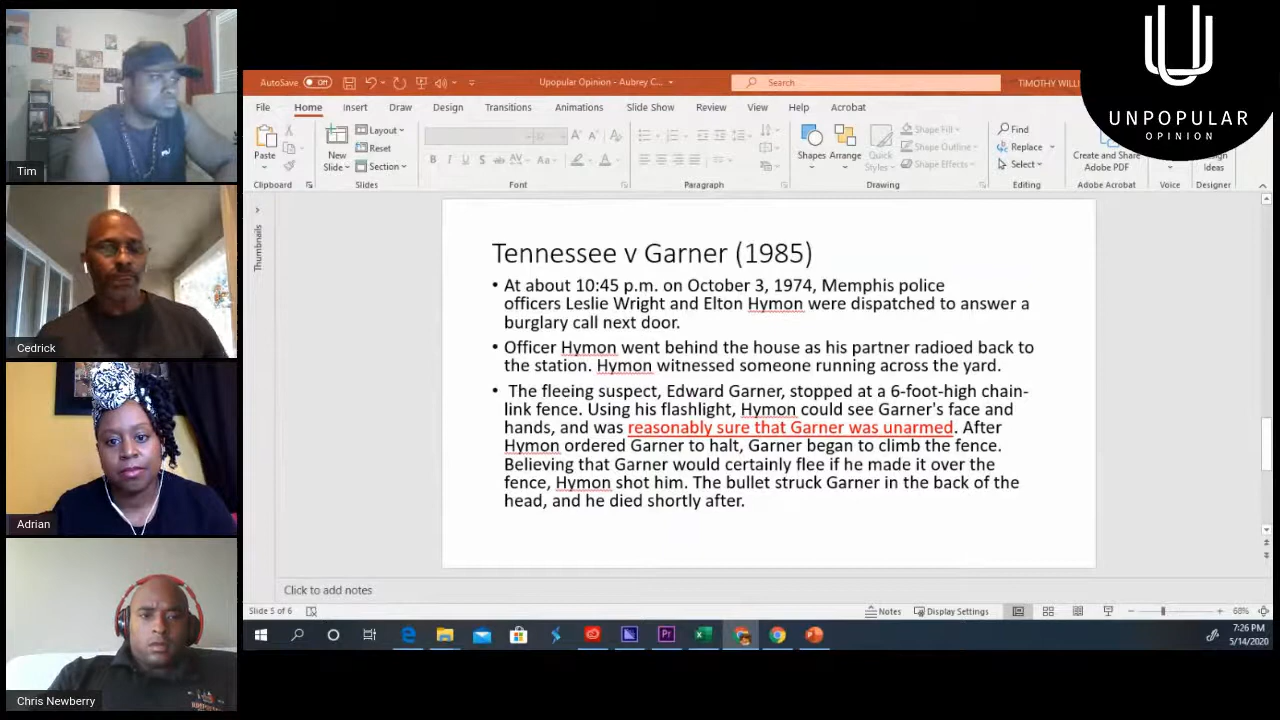 Tim
Cedrick
Adrian
Chris Newberry
UNPOPULAR
OPINION
AutoSave Off
Upopular Opinion - Aubrey C...
Search
TIMOTHY WILLI
File Home Insert Draw Design Transitions Animations Slide Show Review View Help Acrobat
Paste
Clipboard
New
Slide
Layout
Reset
Section
Slides
B I U S ab AV Aa A
Font
Paragraph
Shapes
Arrange
Quick
Styles
Shape Fill
Shape Outline
Shape Effects
Drawing
Find
Replace
Select
Editing
Create and Share
Adobe PDF
Adobe Acrobat
Voice
Design
Ideas
Designer
Thumbnails
Tennessee v Garner (1985)
• At about 10:45 p.m. on October 3, 1974, Memphis police
officers Leslie Wright and Elton Hymon were dispatched to answer a
burglary call next door.
• Officer Hymon went behind the house as his partner radioed back to
the station. Hymon witnessed someone running across the yard.
• The fleeing suspect, Edward Garner, stopped at a 6-foot-high chain-
link fence. Using his flashlight, Hymon could see Garner's face and
hands, and was reasonably sure that Garner was unarmed. After
Hymon ordered Garner to halt, Garner began to climb the fence.
Believing that Garner would certainly flee if he made it over the
fence, Hymon shot him. The bullet struck Garner in the back of the
head, and he died shortly after.
Click to add notes
Slide 5 of 6
Notes
Display Settings
68%
7:26 PM
5/14/2020